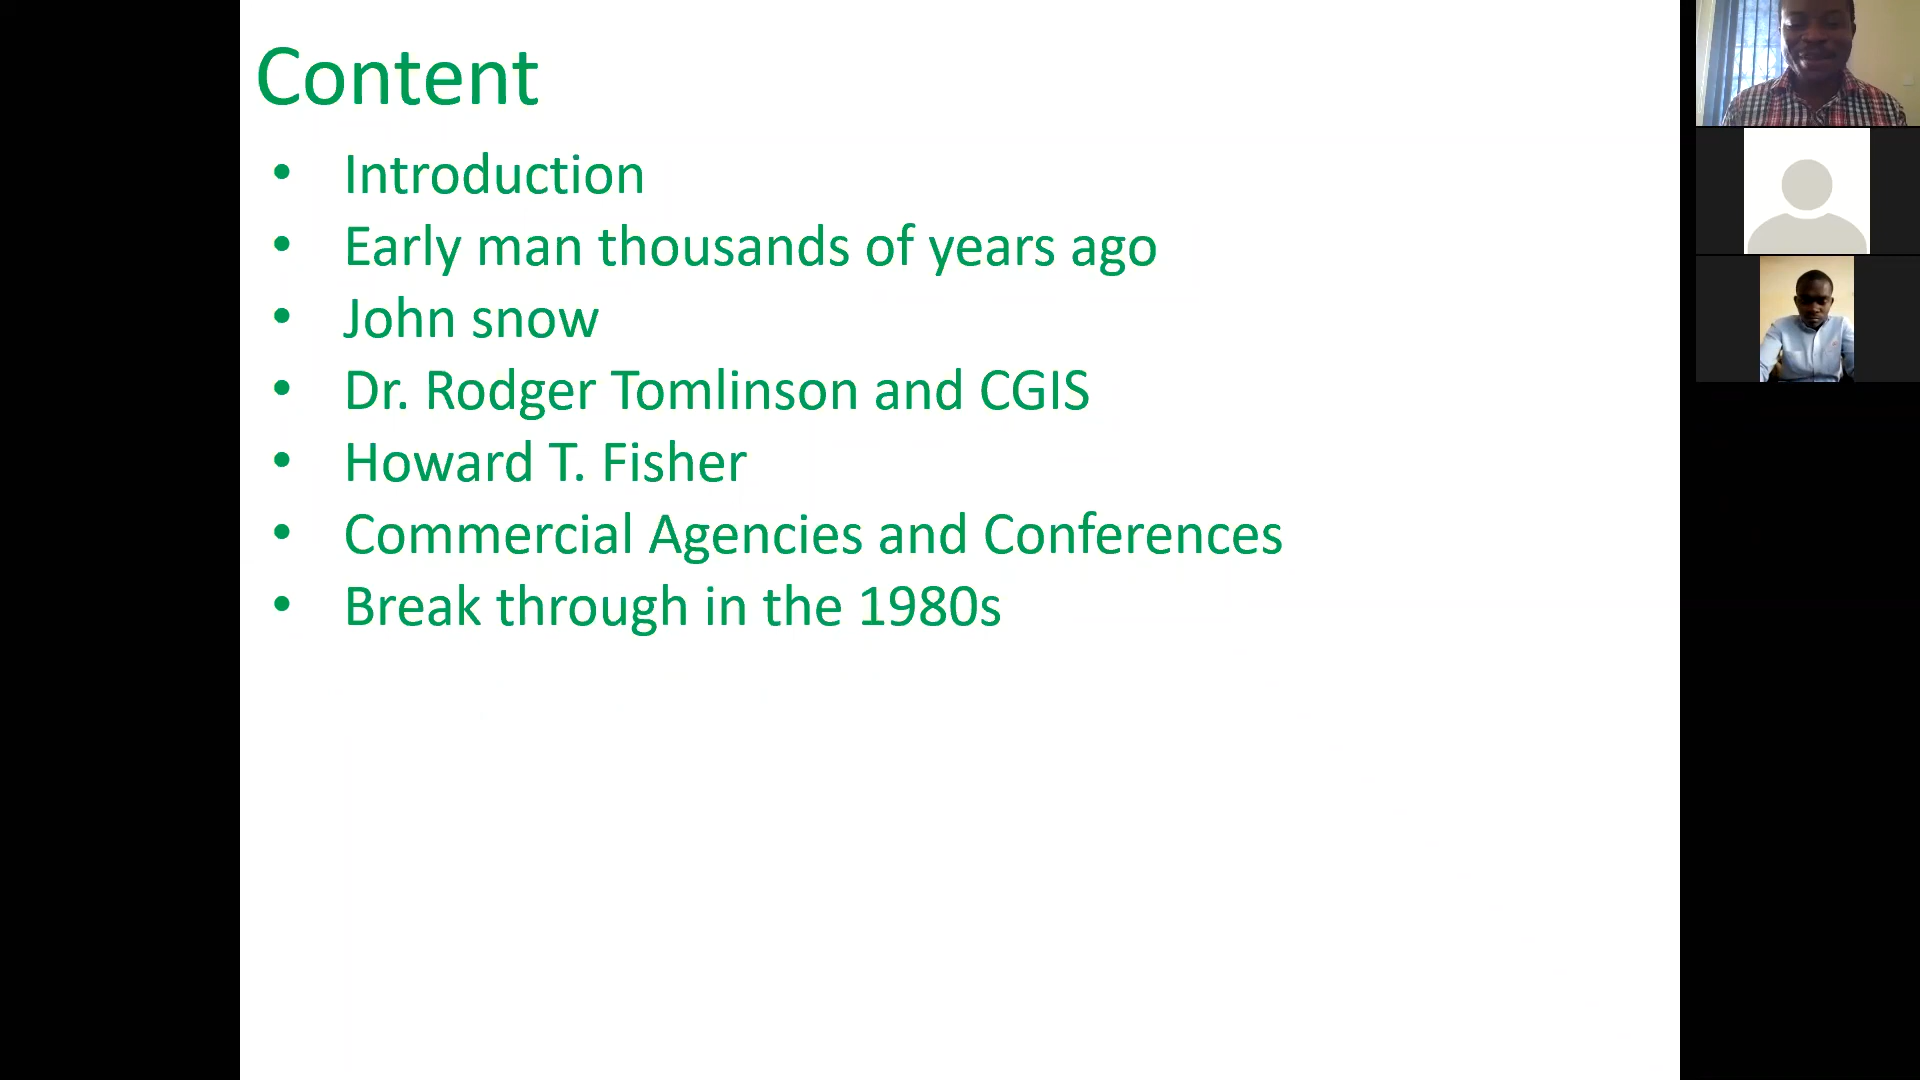 Content
• Introduction
• Early man thousands of years ago
• John snow
• Dr. Rodger Tomlinson and CGIS
• Howard T. Fisher
• Commercial Agencies and Conferences
• Break through in the 1980s